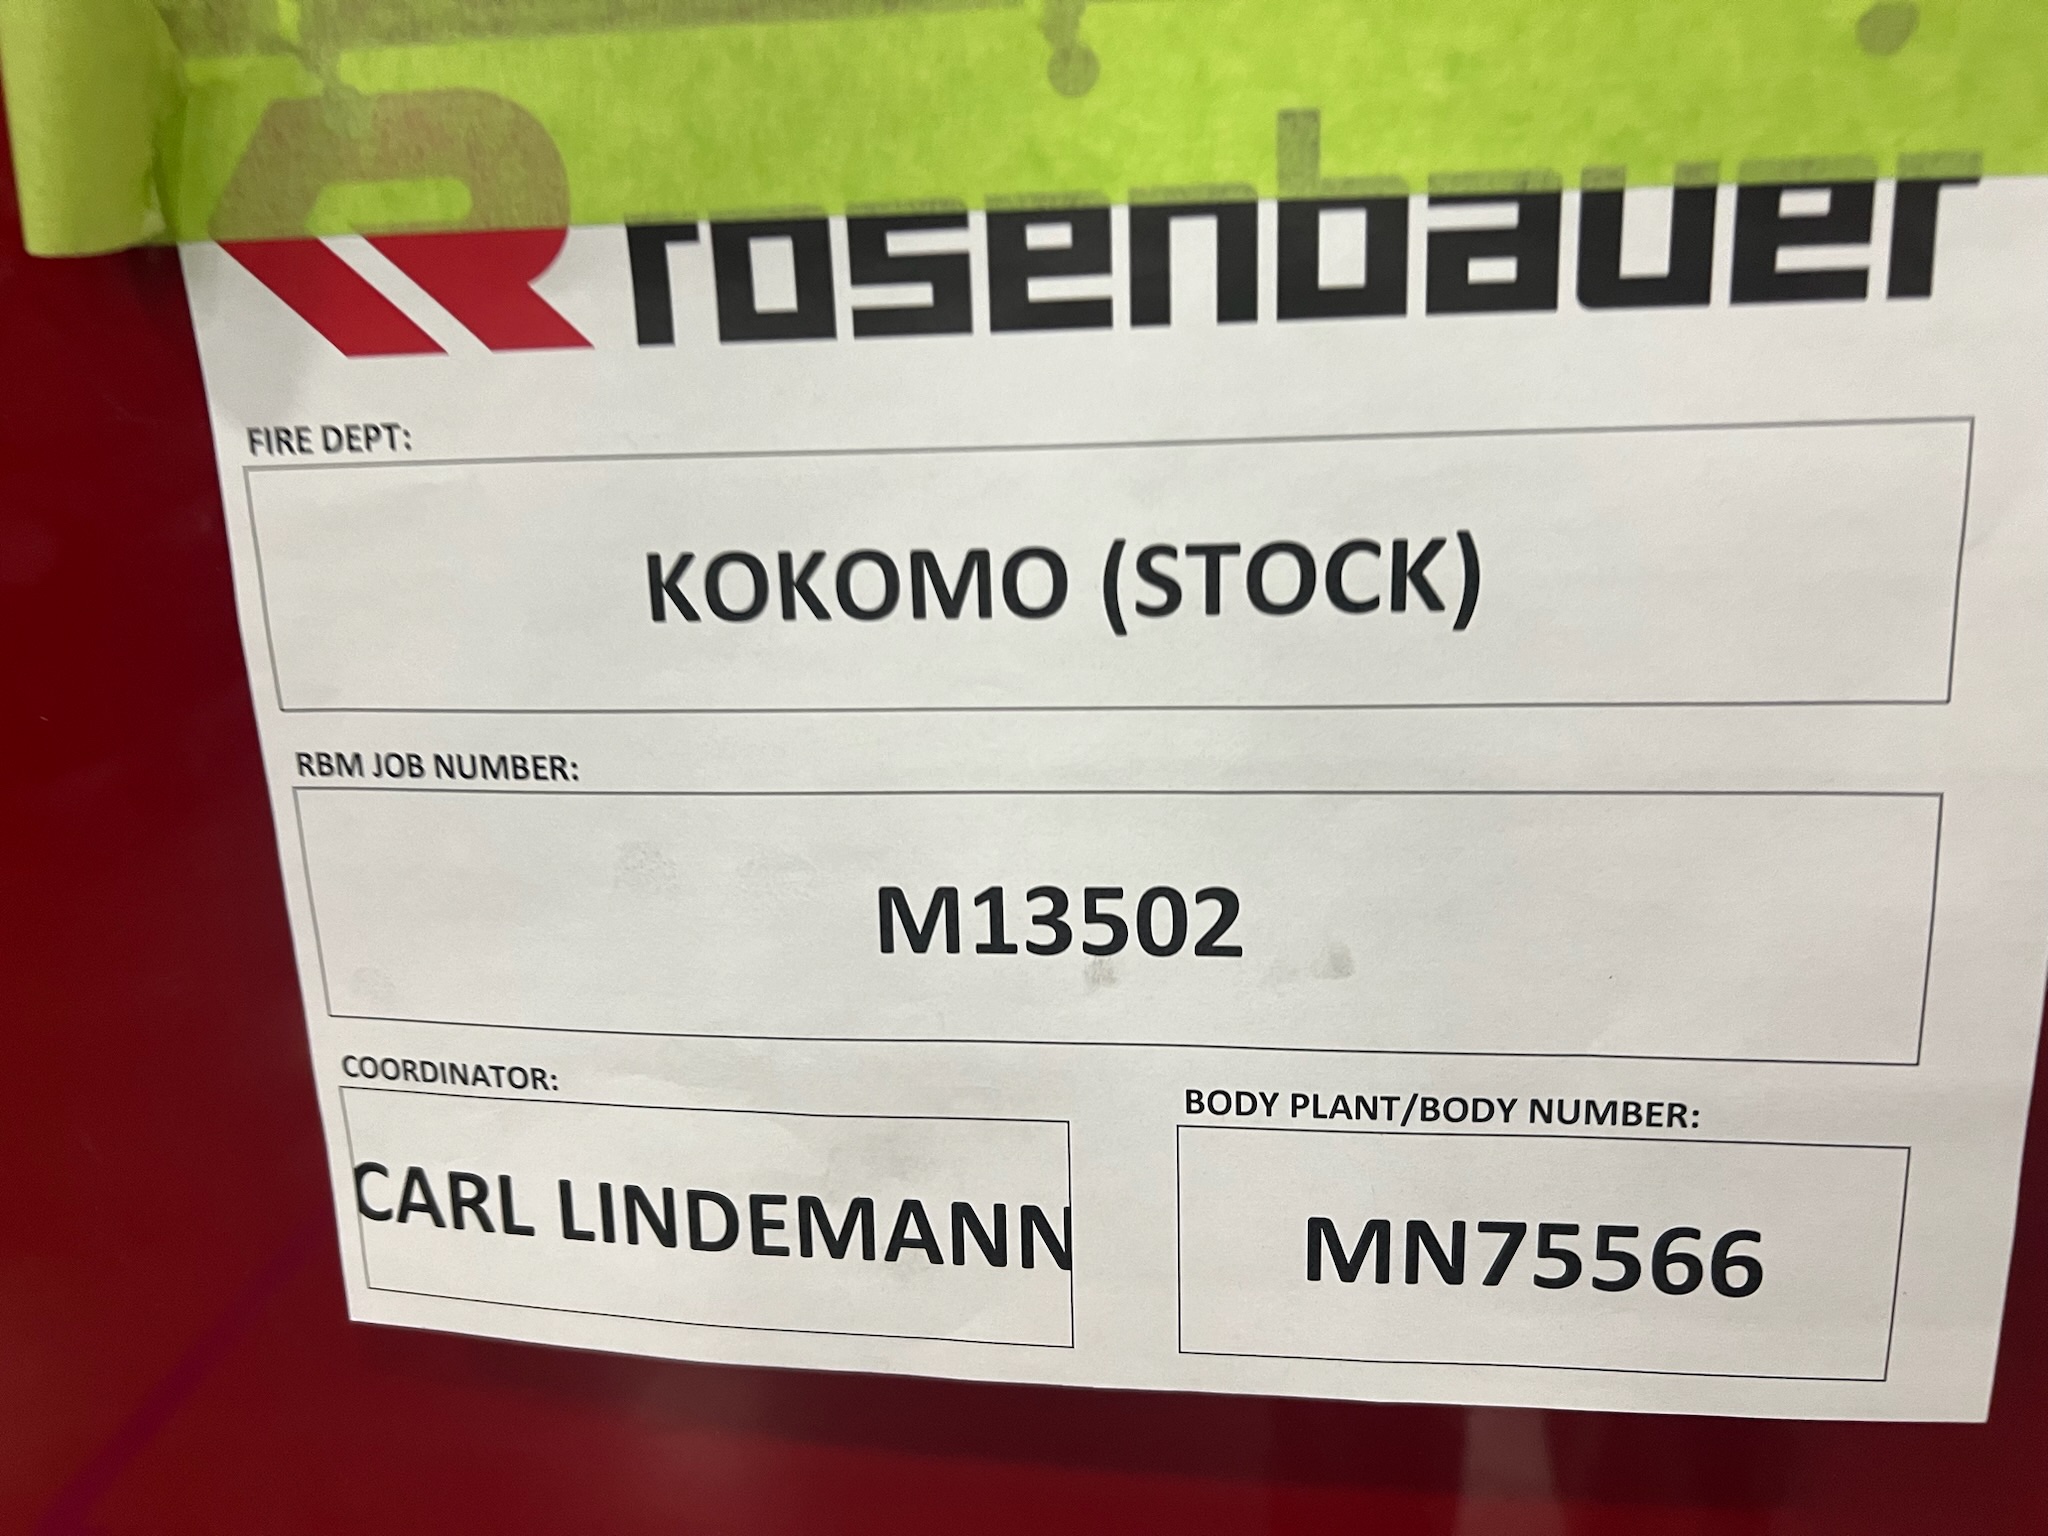 rosenbauer
FIRE DEPT:
KOKOMO (STOCK)
RBM JOB NUMBER:
M13502
COORDINATOR:
CARL LINDEMANN
BODY PLANT/BODY NUMBER:
MN75566